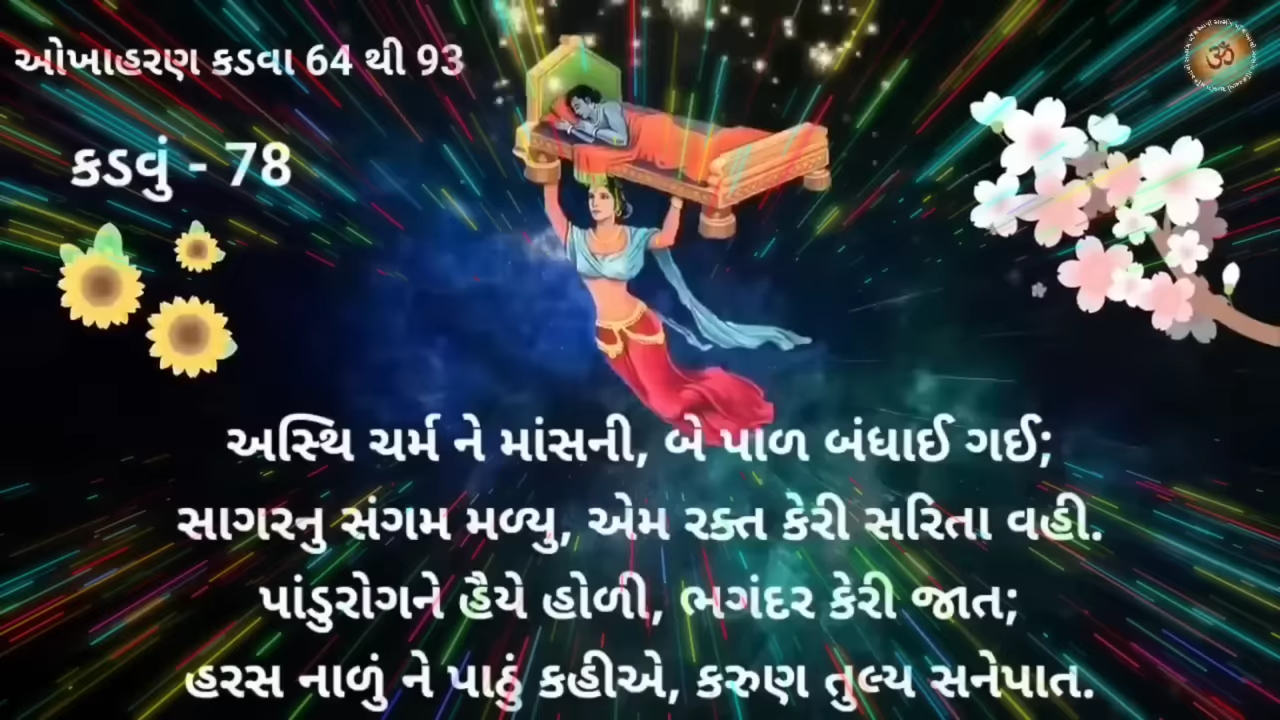 ઓખાહરણ કડવા 64 થી 93
કડવું - 78
ૐ
અસ્થિ ચર્મ ને માંસની, બે પાળ બંધાઈ ગઈ;
સાગરનુ સંગમ મળ્યુ, એમ રક્ત કેરી સરિતા વહી.
પાંડુરોગને હૈયે હોળી, ભગંદર કેરી જાત;
હરસ નાળું ને પાઠું કહીએ, કરુણ તુલ્ય સનેપાત.